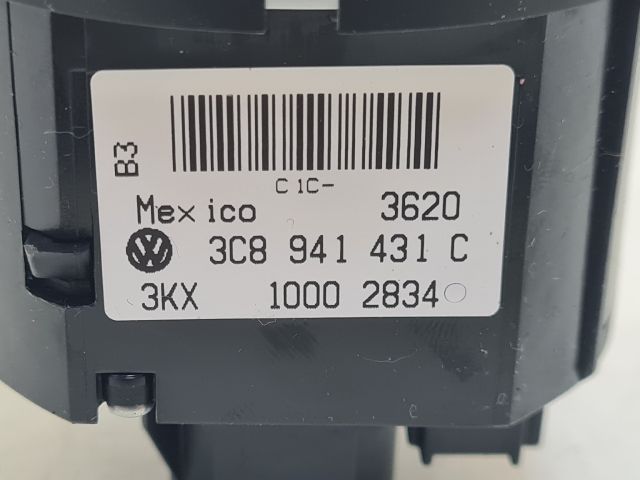 B3
C 1C-
Mexico 3620
3C8 941 431 C
3KX 1000 2834